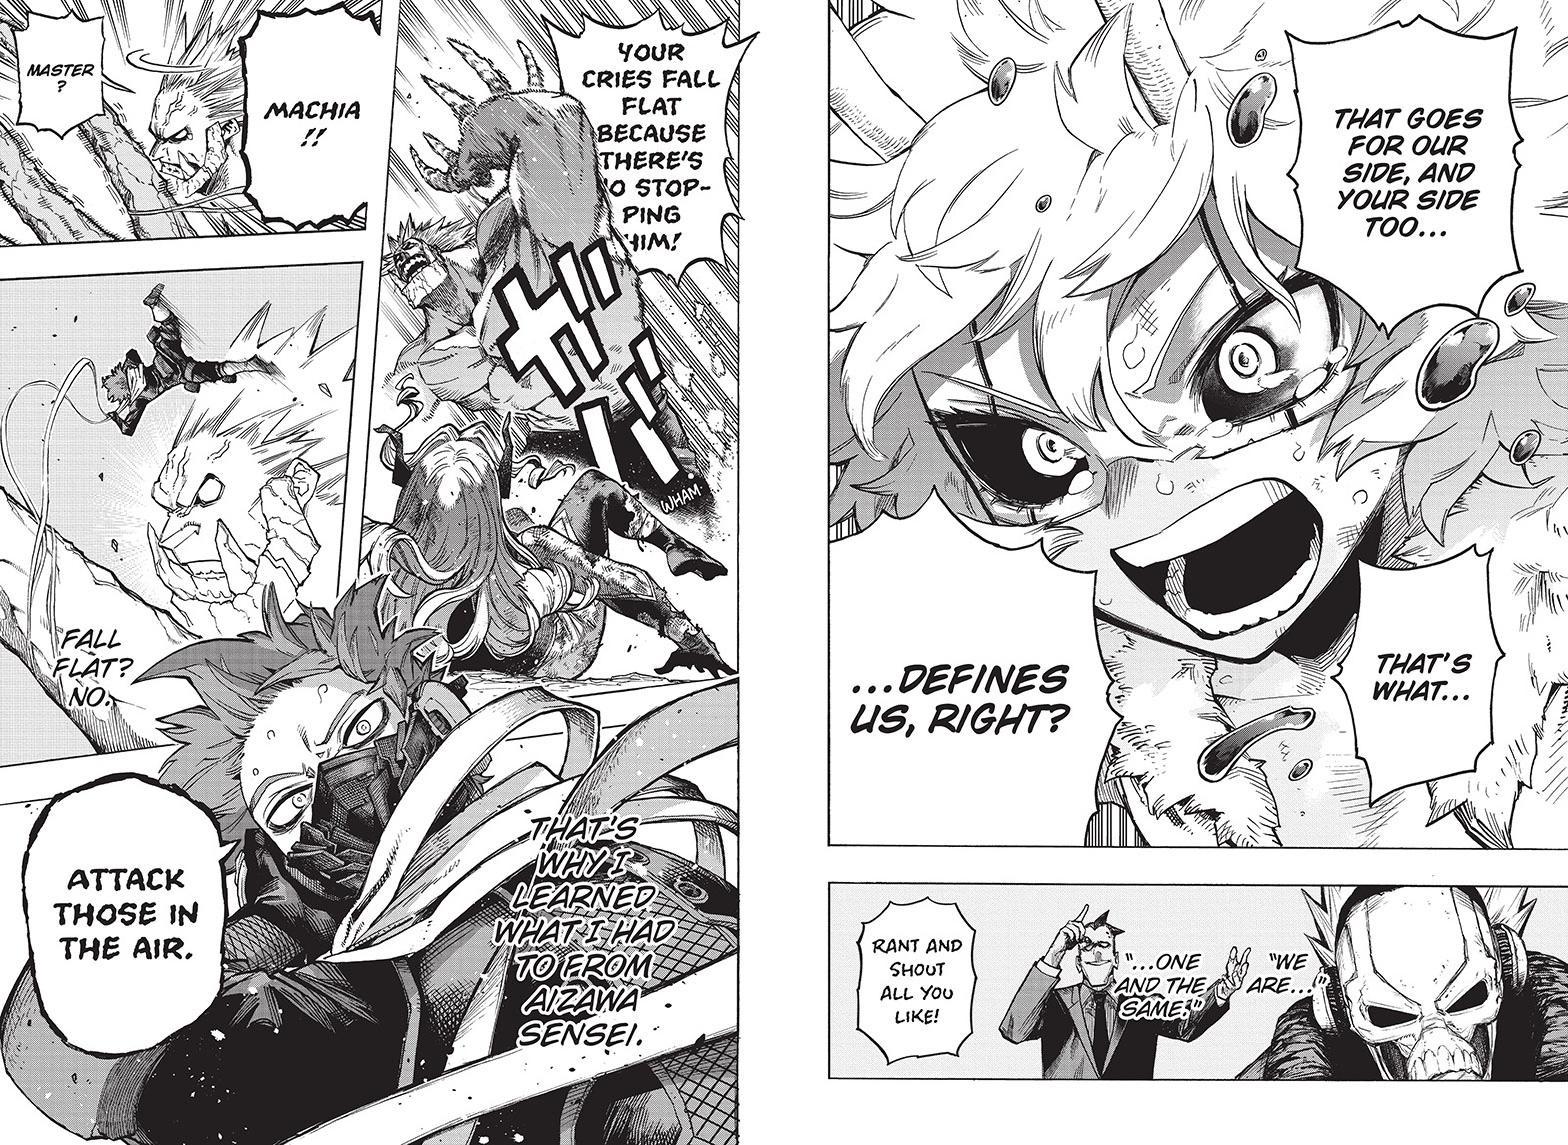 THAT GOES
FOR OUR
SIDE, AND
YOUR SIDE
TOO...
THAT'S
WHAT...
...DEFINES
US, RIGHT?
"WE
ARE...!"
"...ONE
AND THE
SAME!"
RANT AND
SHOUT
ALL YOU
LIKE!
YOUR
CRIES FALL
FLAT
BECAUSE
THERE'S
NO STOP-
PING
HIM!
ガバ
WHAM
MACHIA
!!
MASTER
?
FALL
FLAT?
NO.
THAT'S
WHY I
LEARNED
WHAT I HAD
TO FROM
AIZAWA
SENSEI.
ATTACK
THOSE IN
THE AIR.